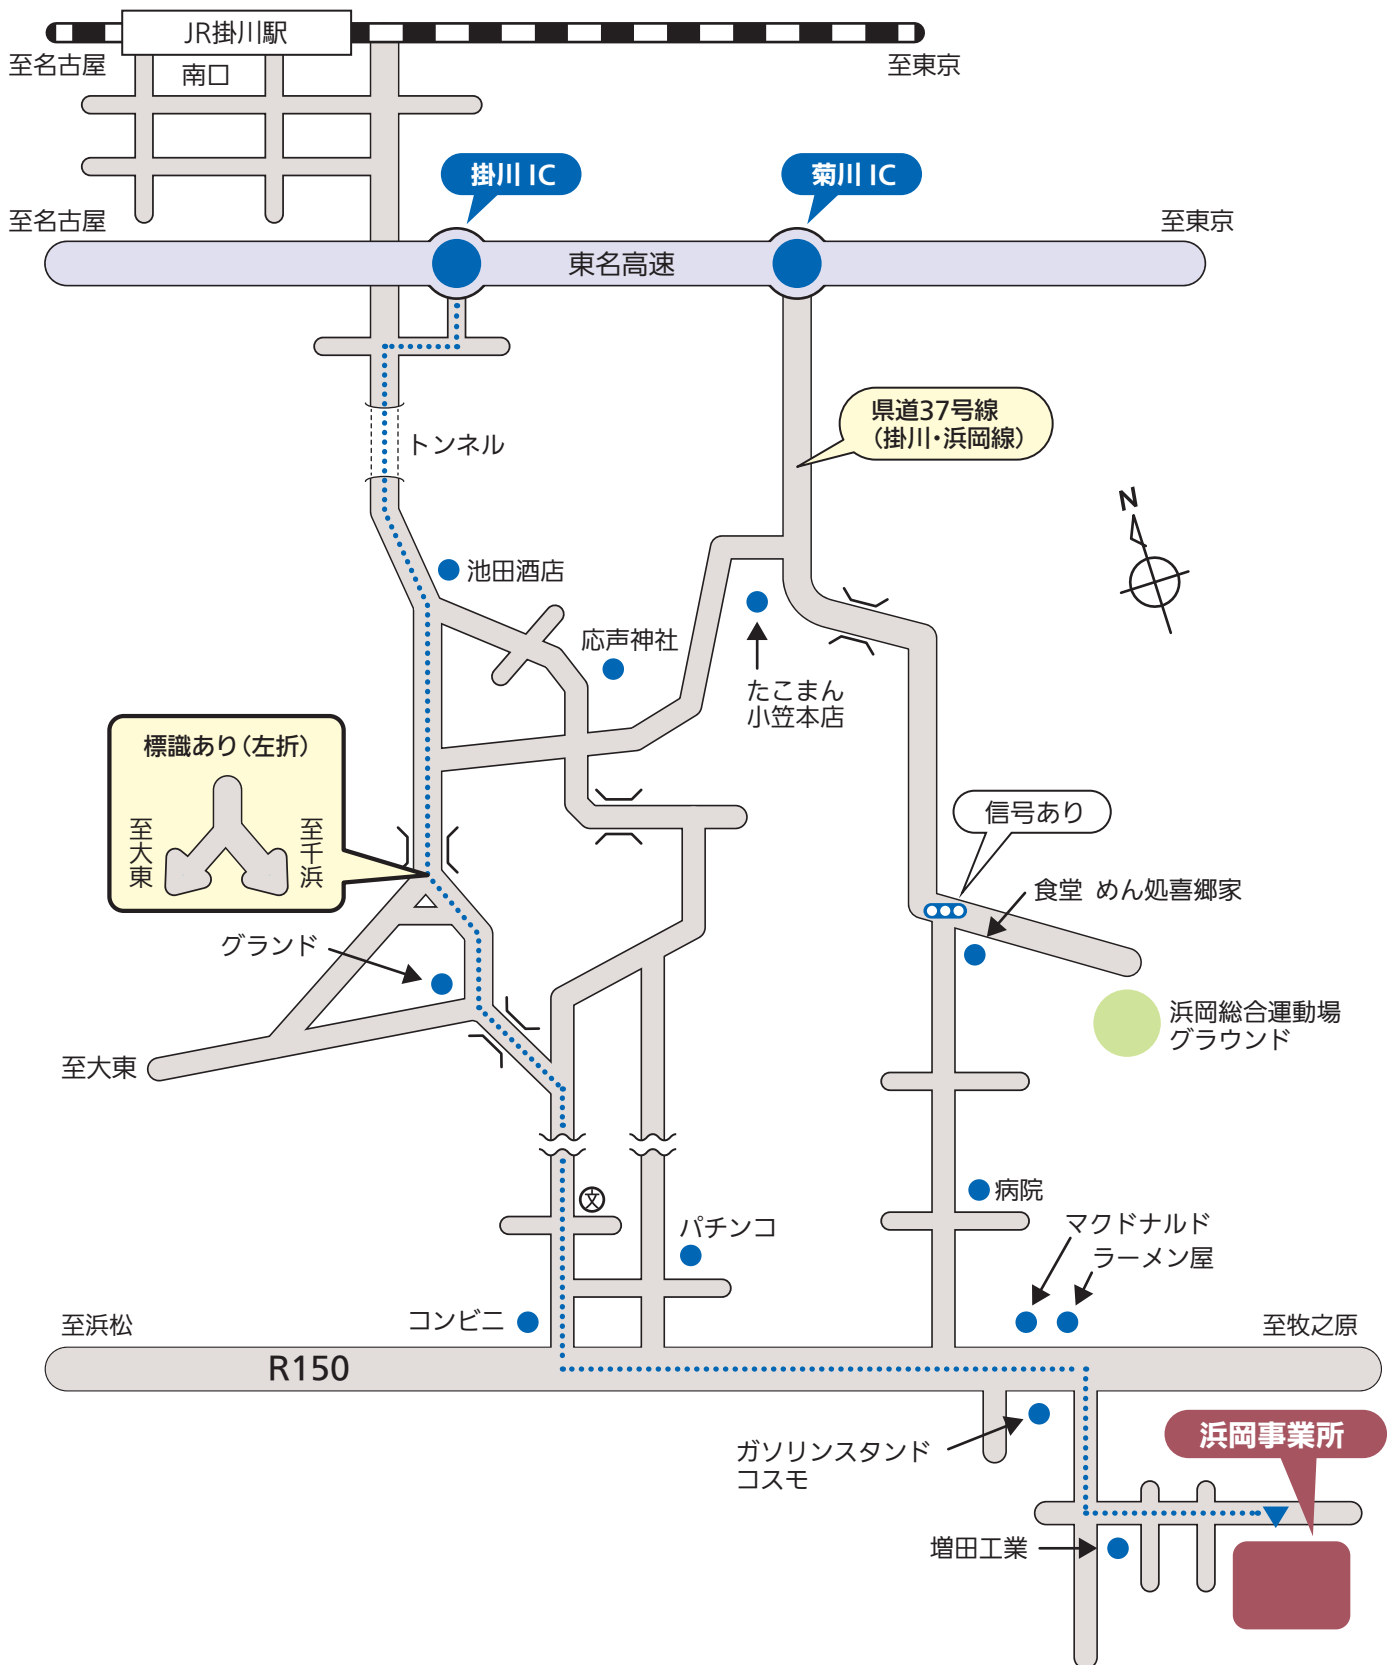 JR掛川駅
至名古屋
南口
至東京
掛川 IC
菊川 IC
至名古屋
至東京
東名高速
県道37号線
（掛川・浜岡線）
トンネル
N
池田酒店
応声神社
たこまん
小笠本店
標識あり（左折）
至大東
至千浜
信号あり
食堂 めん処喜郷家
グランド
浜岡総合運動場
グラウンド
至大東
病院
文
マクドナルド
パチンコ
ラーメン屋
コンビニ
至浜松
至牧之原
R150
浜岡事業所
ガソリンスタンド
コスモ
増田工業